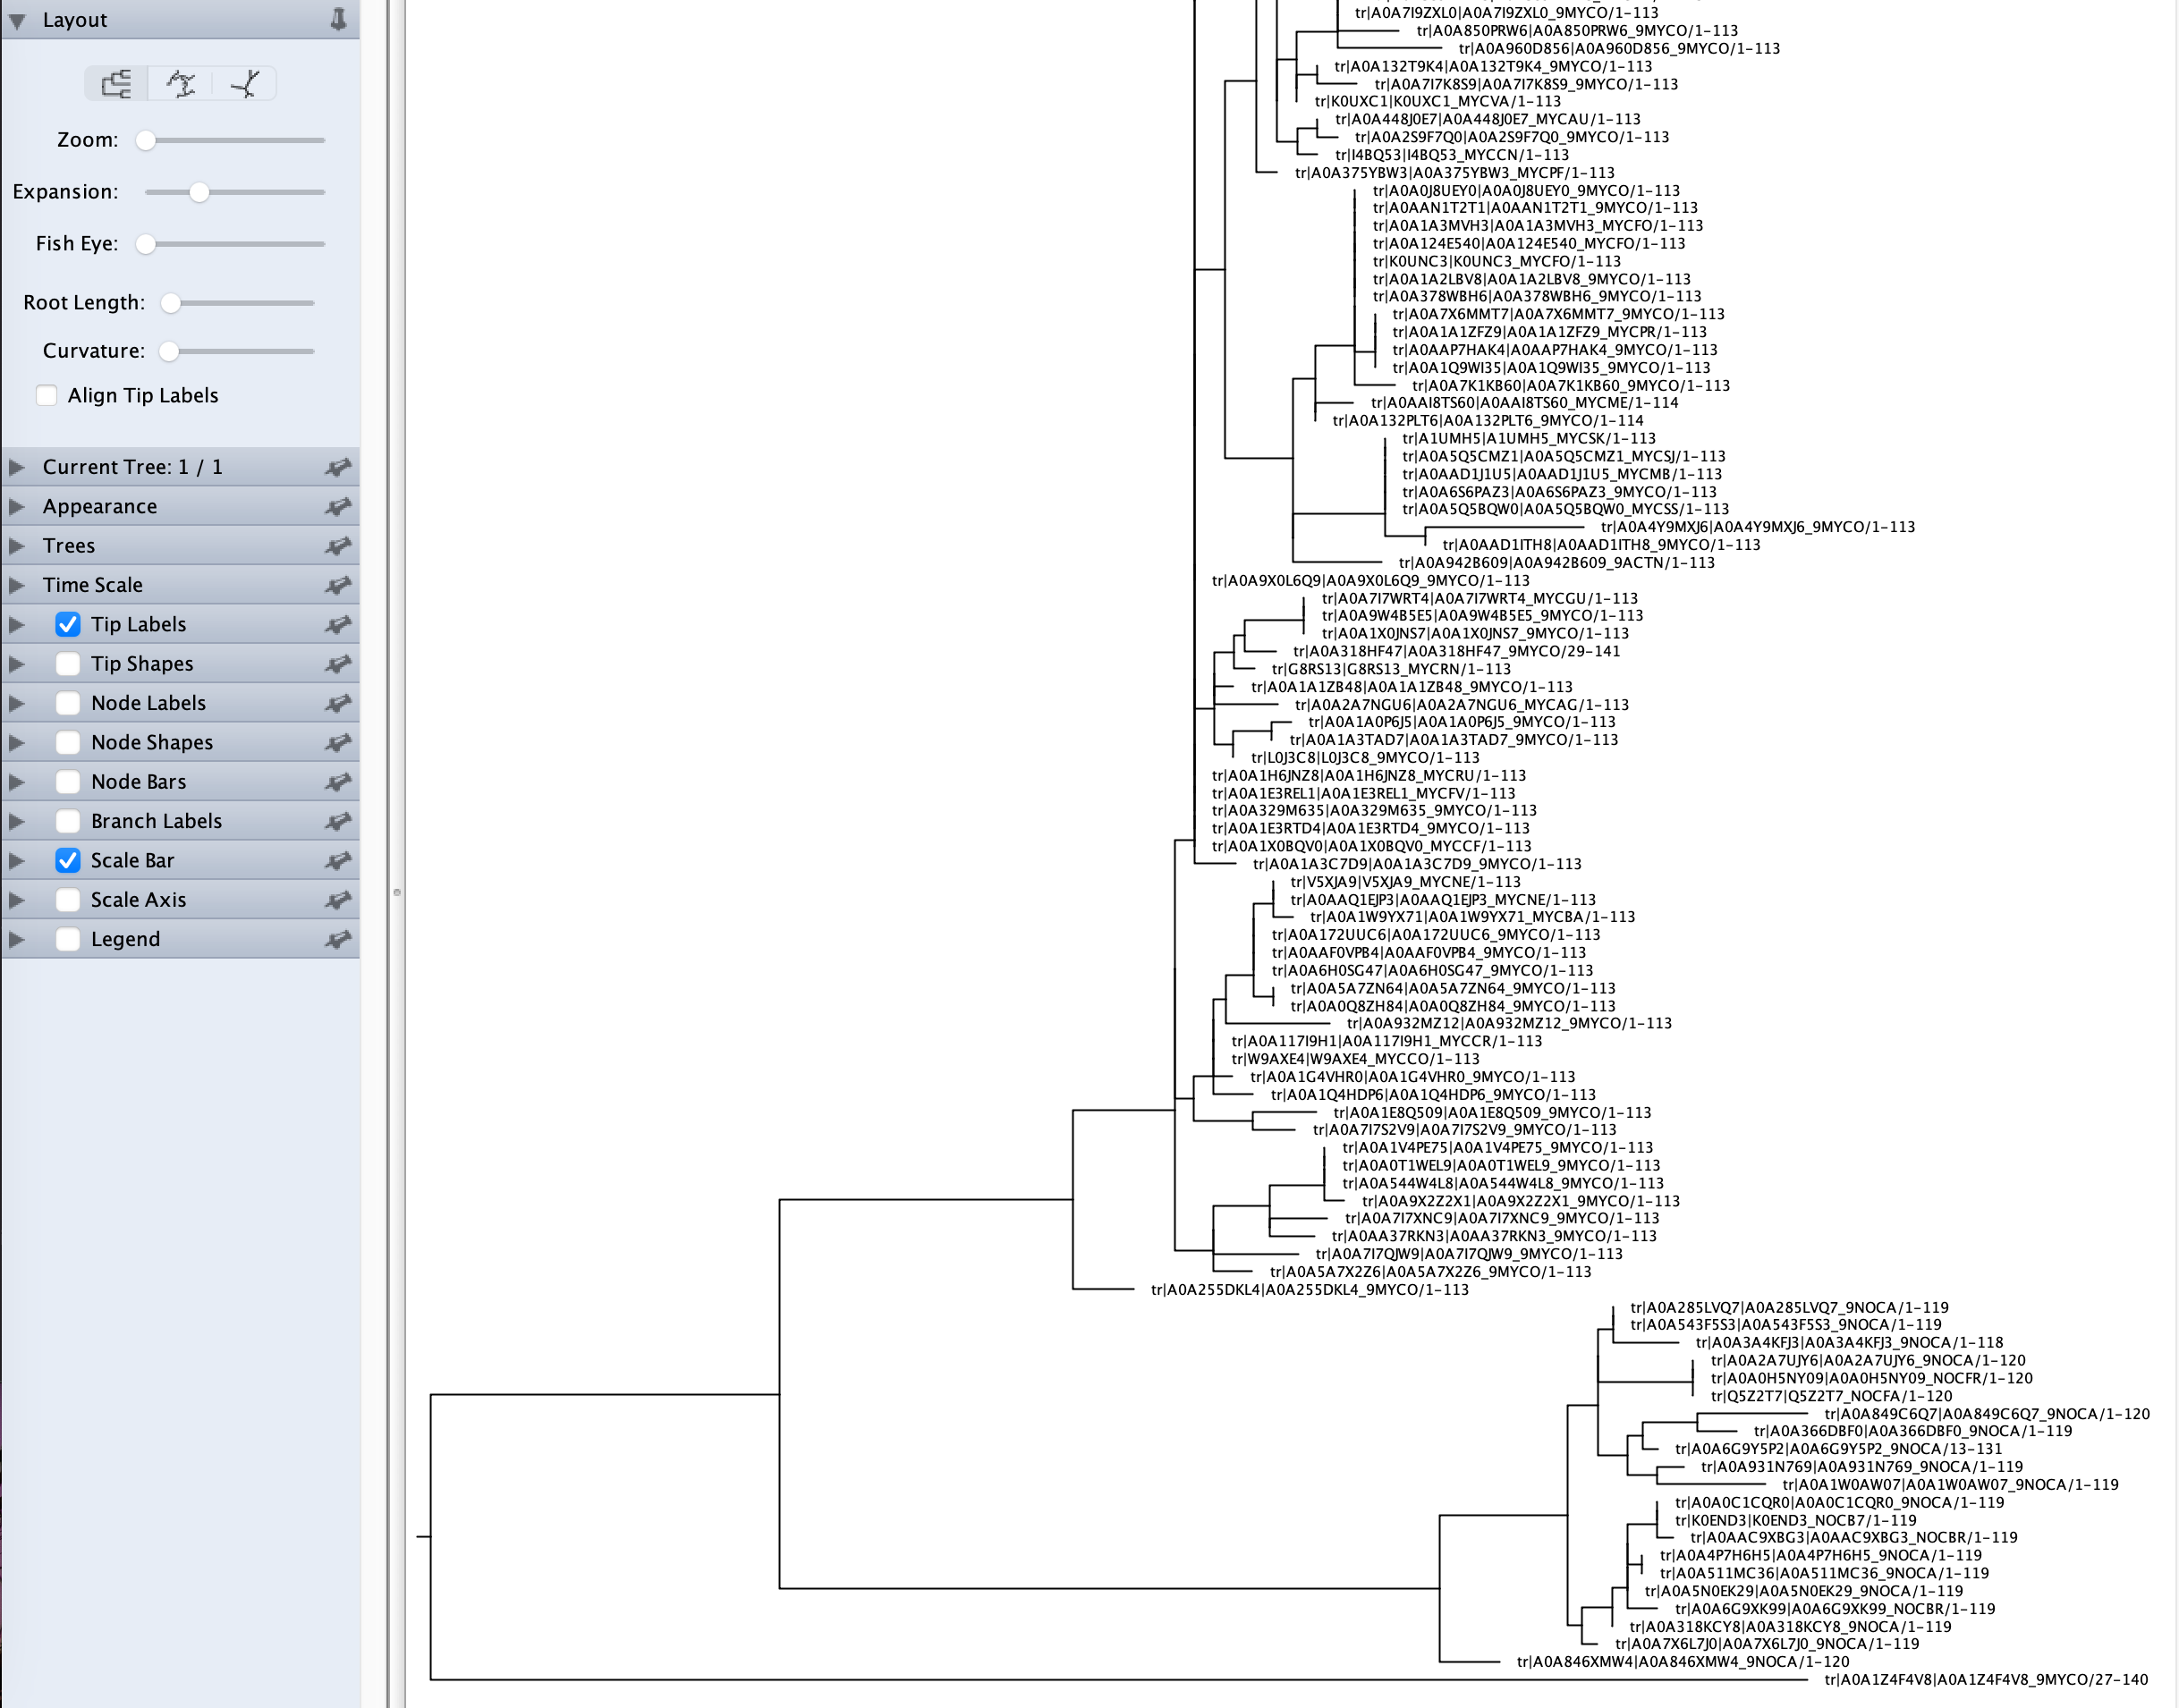 Layout
Zoom:
Expansion:
Fish Eye:
Root Length:
Curvature:
Align Tip Labels
Current Tree: 1 / 1
Appearance
Trees
Time Scale
Tip Labels
Tip Shapes
Node Labels
Node Shapes
Node Bars
Branch Labels
Scale Bar
Scale Axis
Legend
tr|A0A7I9ZXL0|A0A7I9ZXL0_9MYCO/1-113
tr|A0A850PRW6|A0A850PRW6_9MYCO/1-113
tr|A0A960D856|A0A960D856_9MYCO/1-113
tr|A0A132T9K4|A0A132T9K4_9MYCO/1-113
tr|A0A7I7K8S9|A0A7I7K8S9_9MYCO/1-113
tr|K0UXC1|K0UXC1_MYCVA/1-113
tr|A0A448J0E7|A0A448J0E7_MYCAU/1-113
tr|A0A2S9F7Q0|A0A2S9F7Q0_9MYCO/1-113
tr|I4BQ53|I4BQ53_MYCCN/1-113
tr|A0A375YBW3|A0A375YBW3_MYCPF/1-113
tr|A0A0J8UEY0|A0A0J8UEY0_9MYCO/1-113
tr|A0AAN1T2T1|A0AAN1T2T1_9MYCO/1-113
tr|A0A1A3MVH3|A0A1A3MVH3_MYCFO/1-113
tr|A0A124E540|A0A124E540_MYCFO/1-113
tr|K0UNC3|K0UNC3_MYCFO/1-113
tr|A0A1A2LBV8|A0A1A2LBV8_9MYCO/1-113
tr|A0A378WBH6|A0A378WBH6_9MYCO/1-113
tr|A0A7X6MMT7|A0A7X6MMT7_9MYCO/1-113
tr|A0A1A1ZFZ9|A0A1A1ZFZ9_MYCPR/1-113
tr|A0AAP7HAK4|A0AAP7HAK4_9MYCO/1-113
tr|A0A1Q9WI35|A0A1Q9WI35_9MYCO/1-113
tr|A0A7K1KB60|A0A7K1KB60_9MYCO/1-113
tr|A0AAI8TS60|A0AAI8TS60_MYCME/1-114
tr|A0A132PLT6|A0A132PLT6_9MYCO/1-114
tr|A1UMH5|A1UMH5_MYCSK/1-113
tr|A0A5Q5CMZ1|A0A5Q5CMZ1_MYCSJ/1-113
tr|A0AAD1J1U5|A0AAD1J1U5_MYCMB/1-113
tr|A0A6S6PAZ3|A0A6S6PAZ3_9MYCO/1-113
tr|A0A5Q5BQW0|A0A5Q5BQW0_MYCSS/1-113
tr|A0A4Y9MXJ6|A0A4Y9MXJ6_9MYCO/1-113
tr|A0AAD1ITH8|A0AAD1ITH8_9MYCO/1-113
tr|A0A942B609|A0A942B609_9ACTN/1-113
tr|A0A9X0L6Q9|A0A9X0L6Q9_9MYCO/1-113
tr|A0A7I7WRT4|A0A7I7WRT4_MYCGU/1-113
tr|A0A9W4B5E5|A0A9W4B5E5_9MYCO/1-113
tr|A0A1X0JNS7|A0A1X0JNS7_9MYCO/1-113
tr|A0A318HF47|A0A318HF47_9MYCO/29-141
tr|G8RS13|G8RS13_MYCRN/1-113
tr|A0A1A1ZB48|A0A1A1ZB48_9MYCO/1-113
tr|A0A2A7NGU6|A0A2A7NGU6_MYCAG/1-113
tr|A0A1A0P6J5|A0A1A0P6J5_9MYCO/1-113
tr|A0A1A3TAD7|A0A1A3TAD7_9MYCO/1-113
tr|L0J3C8|L0J3C8_9MYCO/1-113
tr|A0A1H6JNZ8|A0A1H6JNZ8_MYCRU/1-113
tr|A0A1E3REL1|A0A1E3REL1_MYCFV/1-113
tr|A0A329M635|A0A329M635_9MYCO/1-113
tr|A0A1E3RTD4|A0A1E3RTD4_9MYCO/1-113
tr|A0A1X0BQV0|A0A1X0BQV0_MYCCF/1-113
tr|A0A1A3C7D9|A0A1A3C7D9_9MYCO/1-113
tr|V5XJA9|V5XJA9_MYCNE/1-113
tr|A0AAQ1EJP3|A0AAQ1EJP3_MYCNE/1-113
tr|A0A1W9YX71|A0A1W9YX71_MYCBA/1-113
tr|A0A172UUC6|A0A172UUC6_9MYCO/1-113
tr|A0AAF0VPB4|A0AAF0VPB4_9MYCO/1-113
tr|A0A6H0SG47|A0A6H0SG47_9MYCO/1-113
tr|A0A5A7ZN64|A0A5A7ZN64_9MYCO/1-113
tr|A0A0Q8ZH84|A0A0Q8ZH84_9MYCO/1-113
tr|A0A932MZ12|A0A932MZ12_9MYCO/1-113
tr|A0A117I9H1|A0A117I9H1_MYCCR/1-113
tr|W9AXE4|W9AXE4_MYCCO/1-113
tr|A0A1G4VHR0|A0A1G4VHR0_9MYCO/1-113
tr|A0A1Q4HDP6|A0A1Q4HDP6_9MYCO/1-113
tr|A0A1E8Q509|A0A1E8Q509_9MYCO/1-113
tr|A0A7I7S2V9|A0A7I7S2V9_9MYCO/1-113
tr|A0A1V4PE75|A0A1V4PE75_9MYCO/1-113
tr|A0A0T1WEL9|A0A0T1WEL9_9MYCO/1-113
tr|A0A544W4L8|A0A544W4L8_9MYCO/1-113
tr|A0A9X2Z2X1|A0A9X2Z2X1_9MYCO/1-113
tr|A0A7I7XNC9|A0A7I7XNC9_9MYCO/1-113
tr|A0AA37RKN3|A0AA37RKN3_9MYCO/1-113
tr|A0A7I7QJW9|A0A7I7QJW9_9MYCO/1-113
tr|A0A5A7X2Z6|A0A5A7X2Z6_9MYCO/1-113
tr|A0A255DKL4|A0A255DKL4_9MYCO/1-113
tr|A0A285LVQ7|A0A285LVQ7_9NOCA/1-119
tr|A0A543F5S3|A0A543F5S3_9NOCA/1-119
tr|A0A3A4KFJ3|A0A3A4KFJ3_9NOCA/1-118
tr|A0A2A7UJY6|A0A2A7UJY6_9NOCA/1-120
tr|A0A0H5NY09|A0A0H5NY09_NOCFR/1-120
tr|Q5Z2T7|Q5Z2T7_NOCFA/1-120
tr|A0A849C6Q7|A0A849C6Q7_9NOCA/1-120
tr|A0A366DBF0|A0A366DBF0_9NOCA/1-119
tr|A0A6G9Y5P2|A0A6G9Y5P2_9NOCA/13-131
tr|A0A931N769|A0A931N769_9NOCA/1-119
tr|A0A1W0AW07|A0A1W0AW07_9NOCA/1-119
tr|A0A0C1CQR0|A0A0C1CQR0_9NOCA/1-119
tr|K0END3|K0END3_NOCB7/1-119
tr|A0AAC9XBG3|A0AAC9XBG3_NOCBR/1-119
tr|A0A4P7H6H5|A0A4P7H6H5_9NOCA/1-119
tr|A0A511MC36|A0A511MC36_9NOCA/1-119
tr|A0A5N0EK29|A0A5N0EK29_9NOCA/1-119
tr|A0A6G9XK99|A0A6G9XK99_NOCBR/1-119
tr|A0A318KCY8|A0A318KCY8_9NOCA/1-119
tr|A0A7X6L7J0|A0A7X6L7J0_9NOCA/1-119
tr|A0A846XMW4|A0A846XMW4_9NOCA/1-120
tr|A0A1Z4F4V8|A0A1Z4F4V8_9MYCO/27-140